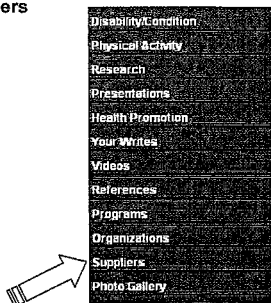 ers
Disability/Condition
Physical Activity
Research
Presentations
Health Promotion
Your Writes
Videos
References
Programs
Organizations
Suppliers
Photo Gallery